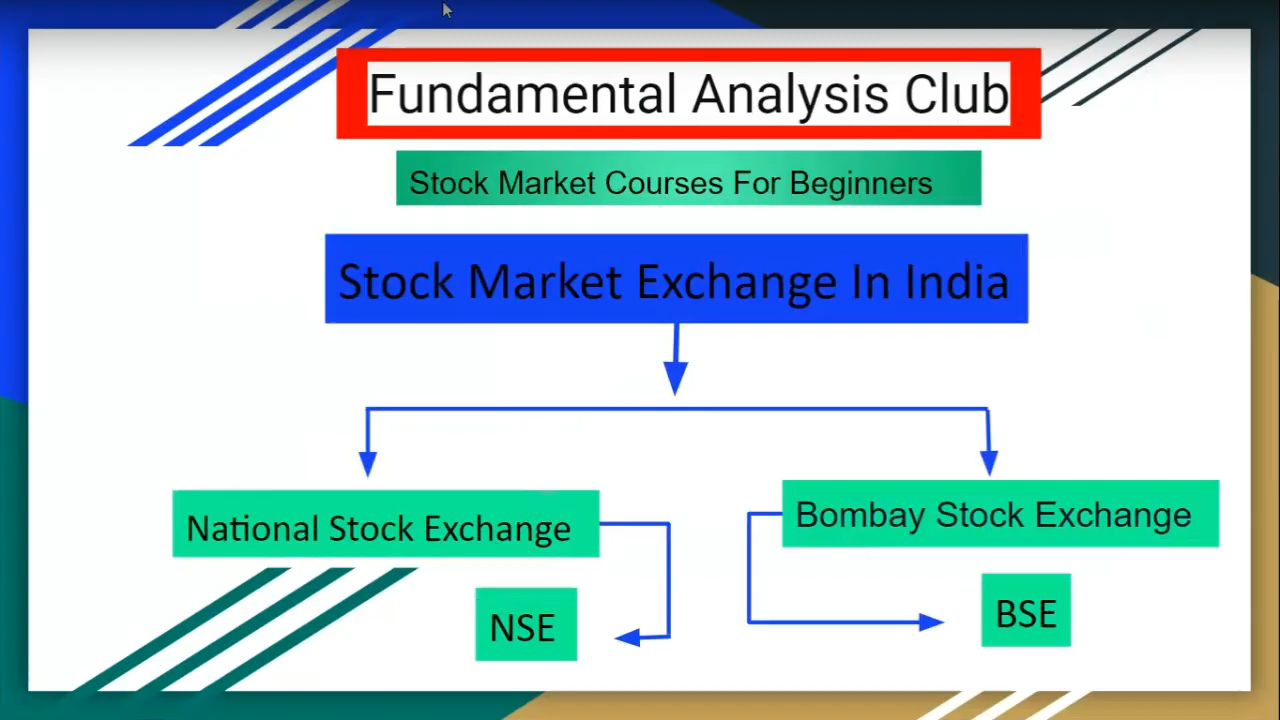 Fundamental Analysis Club
Stock Market Courses For Beginners
Stock Market Exchange In India
National Stock Exchange
Bombay Stock Exchange
NSE
BSE